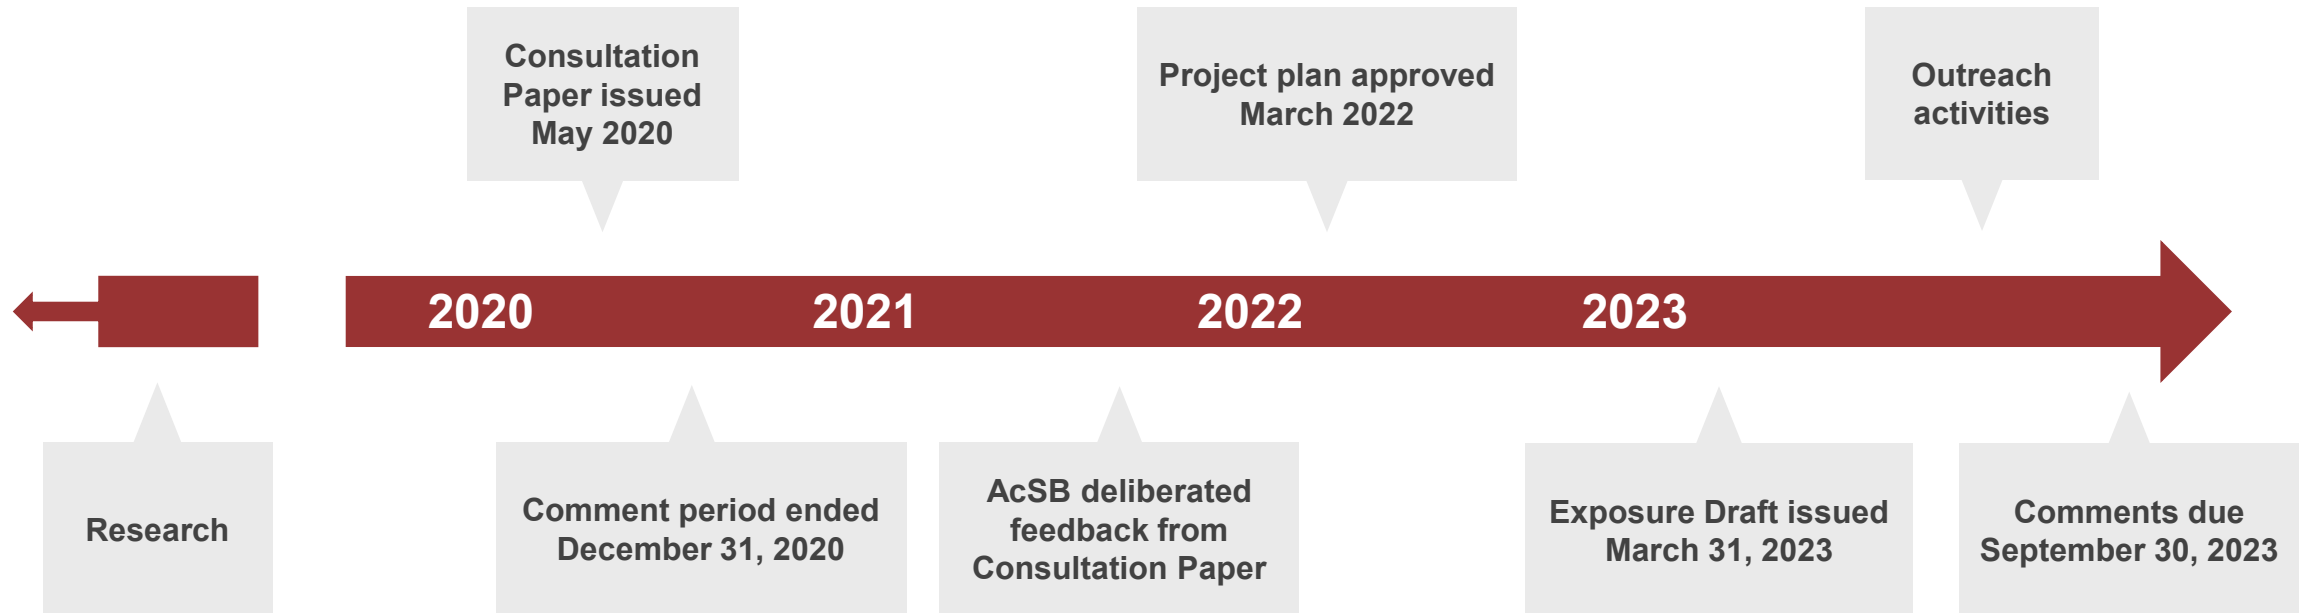 Consultation
Paper issued
May 2020
Project plan approved
March 2022
Outreach
activities
2020
2021
2022
2023
Research
Comment period ended
December 31, 2020
AcSB deliberated
feedback from
Consultation Paper
Exposure Draft issued
March 31, 2023
Comments due
September 30, 2023